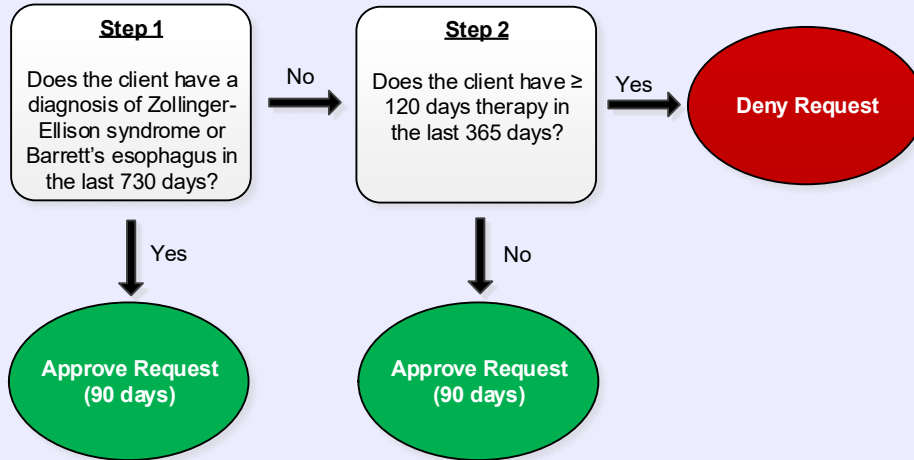 Step 1
Does the client have a
diagnosis of Zollinger-
Ellison syndrome or
Barrett’s esophagus in
the last 730 days?
No
Step 2
Does the client have ≥
120 days therapy in
the last 365 days?
Yes
Deny Request
Yes
No
Approve Request
(90 days)
Approve Request
(90 days)